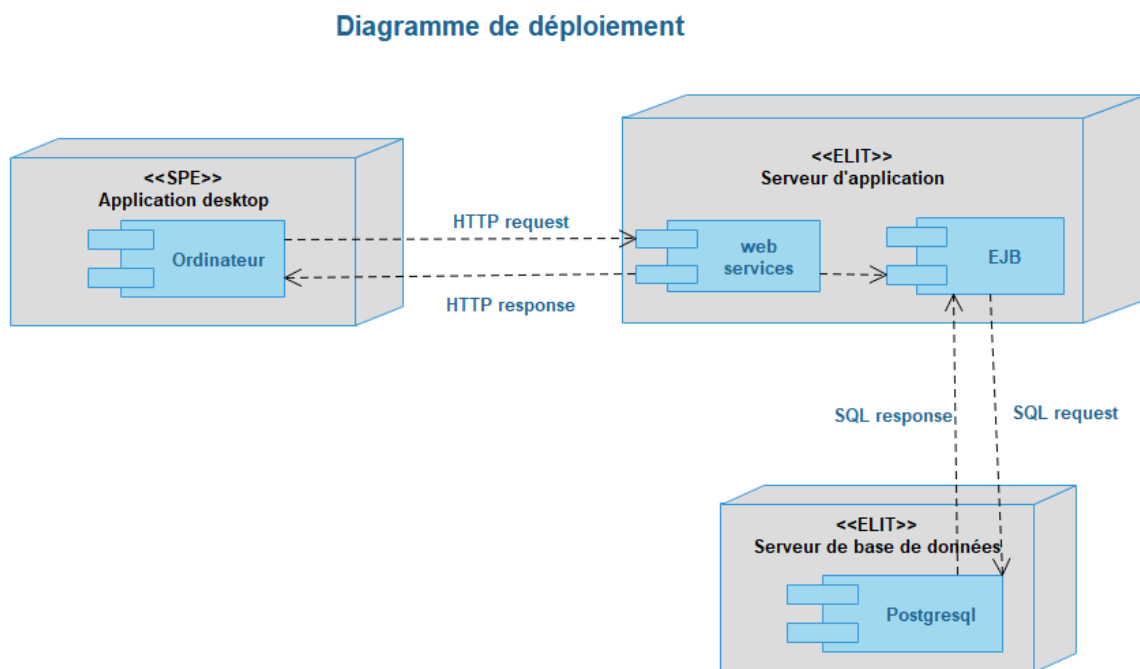 Diagramme de déploiement
<<SPE>>
Application desktop
Ordinateur
HTTP request
HTTP response
<<ELIT>>
Serveur d'application
web
services
EJB
SQL response
SQL request
<<ELIT>>
Serveur de base de données
Postgresql